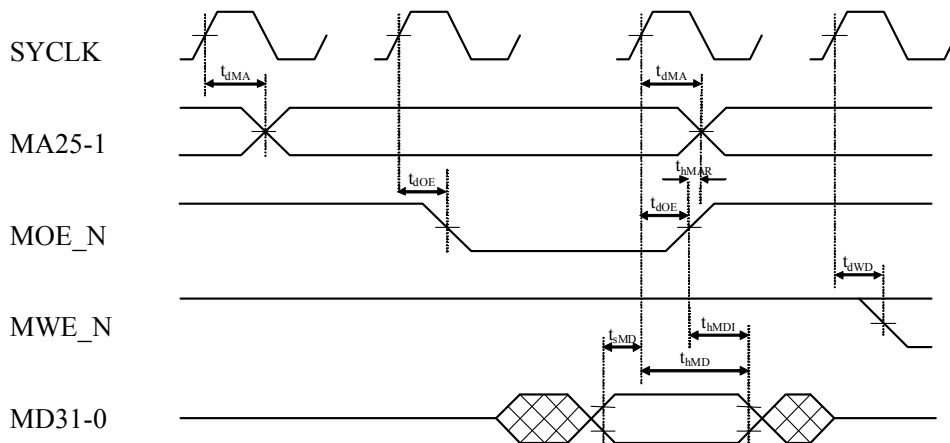 SYCLK
tdMA
tdMA
MA25-1
thMAR
tdOE
tdOE
MOE_N
tdWD
MWE_N
thMDI
tsMD
thMD
MD31-0